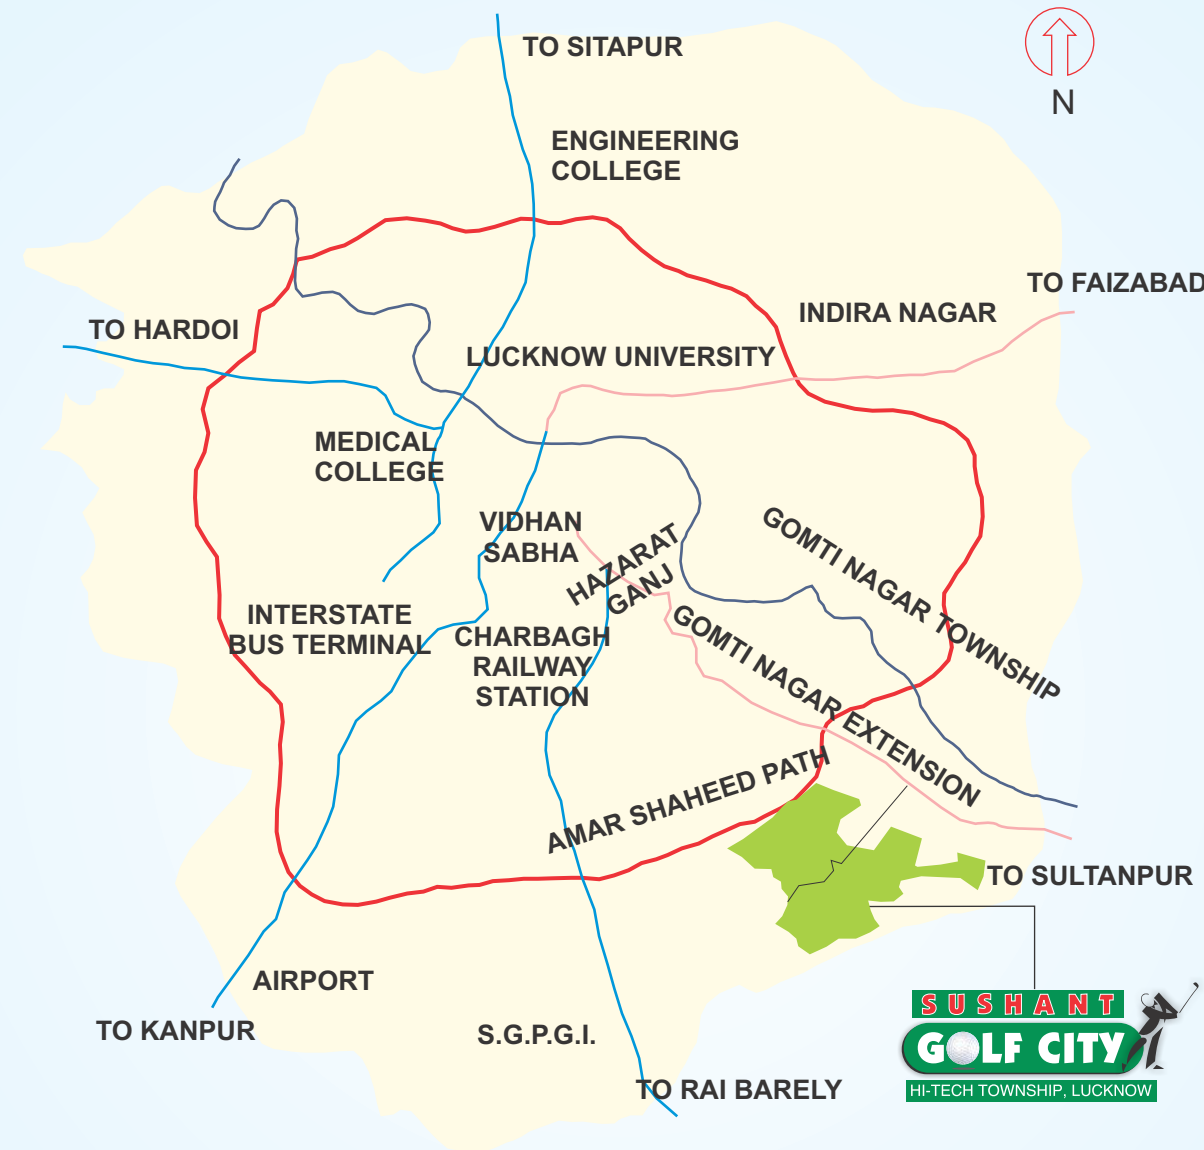 TO SITAPUR
N
ENGINEERING
COLLEGE
TO FAIZABAD
INDIRA NAGAR
TO HARDOI
LUCKNOW UNIVERSITY
MEDICAL
COLLEGE
VIDHAN
SABHA
HAZARAT
GANJ
GOMTI NAGAR TOWNSHIP
INTERSTATE
BUS TERMINAL
CHARBAGH
RAILWAY
STATION
GOMTI NAGAR EXTENSION
AMAR SHAHEED PATH
TO SULTANPUR
AIRPORT
TO KANPUR
S.G.P.G.I.
TO RAI BARELY
SUSHANT
GOLF CITY
HI-TECH TOWNSHIP, LUCKNOW